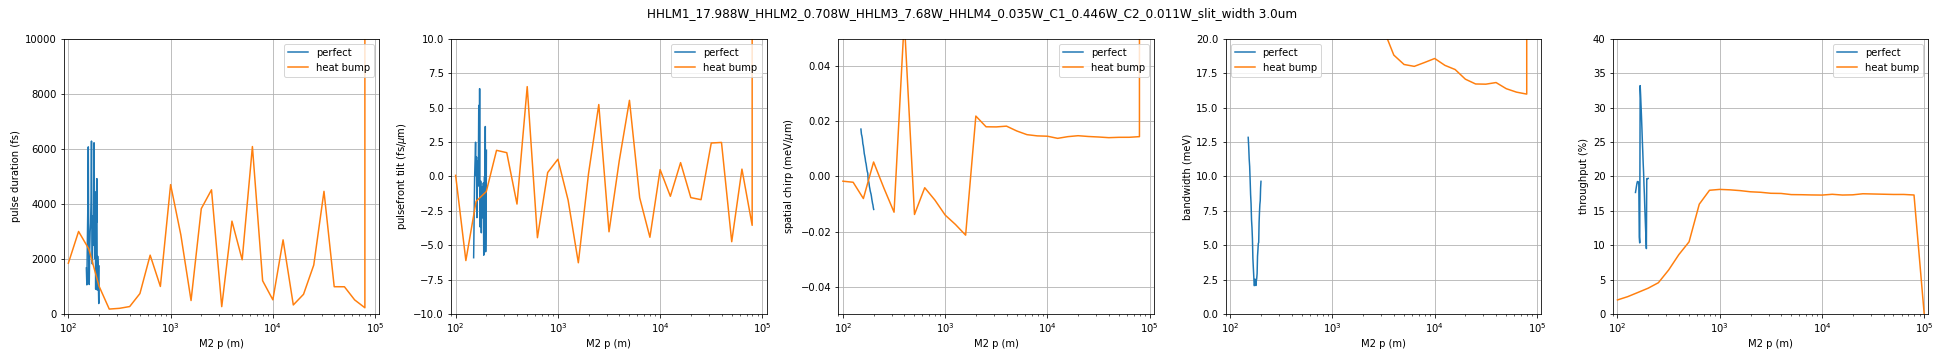 HHLM1_17.988W_HHLM2_0.708W_HHLM3_7.68W_HHLM4_0.035W_C1_0.446W_C2_0.011W_slit_width 3.0um
pulse duration (fs)
10000
8000
6000
4000
2000
0
perfect
heat bump
10²
10³
10⁴
10⁵
M2 p (m)
pulsefront tilt (fs/μm)
10.0
7.5
5.0
2.5
0.0
−2.5
−5.0
−7.5
−10.0
perfect
heat bump
10²
10³
10⁴
10⁵
M2 p (m)
spatial chirp (meV/μm)
0.04
0.02
0.00
−0.02
−0.04
perfect
heat bump
10²
10³
10⁴
10⁵
M2 p (m)
bandwidth (meV)
20.0
17.5
15.0
12.5
10.0
7.5
5.0
2.5
0.0
perfect
heat bump
10²
10³
10⁴
10⁵
M2 p (m)
throughput (%)
40
35
30
25
20
15
10
5
0
perfect
heat bump
10²
10³
10⁴
10⁵
M2 p (m)